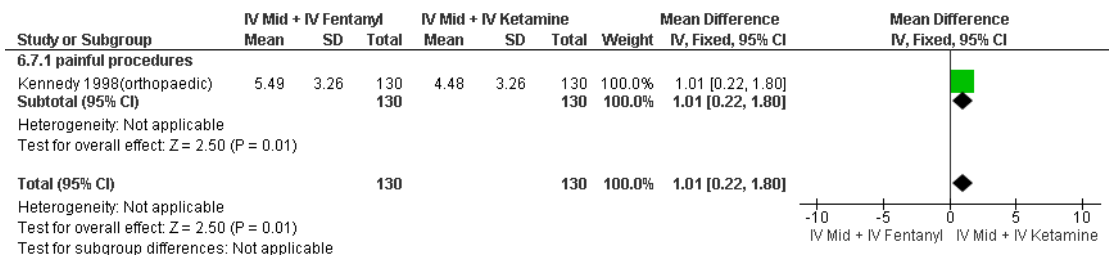 IV Mid + IV Fentanyl IV Mid + IV Ketamine Mean Difference Mean Difference
Study or Subgroup Mean SD Total Mean SD Total Weight IV, Fixed, 95% CI IV, Fixed, 95% CI
6.7.1 painful procedures
Kennedy 1998(orthopaedic) 5.49 3.26 130 4.48 3.26 130 100.0% 1.01 [0.22, 1.80]
Subtotal (95% CI) 130 130 100.0% 1.01 [0.22, 1.80]
Heterogeneity: Not applicable
Test for overall effect: Z = 2.50 (P = 0.01)
Total (95% CI) 130 130 100.0% 1.01 [0.22, 1.80]
Heterogeneity: Not applicable
Test for overall effect: Z = 2.50 (P = 0.01)
Test for subgroup differences: Not applicable
-10 -5 0 5 10
IV Mid + IV Fentanyl IV Mid + IV Ketamine